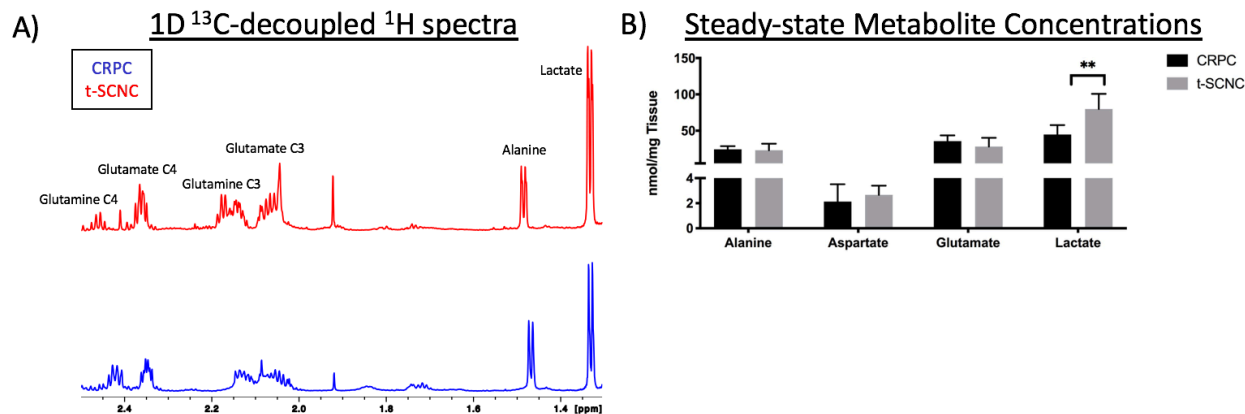 A)
1D ¹³C-decoupled ¹H spectra
CRPC
t-SCNC
Lactate
Glutamate C3
Alanine
Glutamate C4
Glutamine C3
Glutamine C4
2.4 2.2 2.0 1.8 1.6 1.4 [ppm]
B)
Steady-state Metabolite Concentrations
nmol/mg Tissue
150
100
50
4
2
0
**
CRPC
t-SCNC
Alanine Aspartate Glutamate Lactate